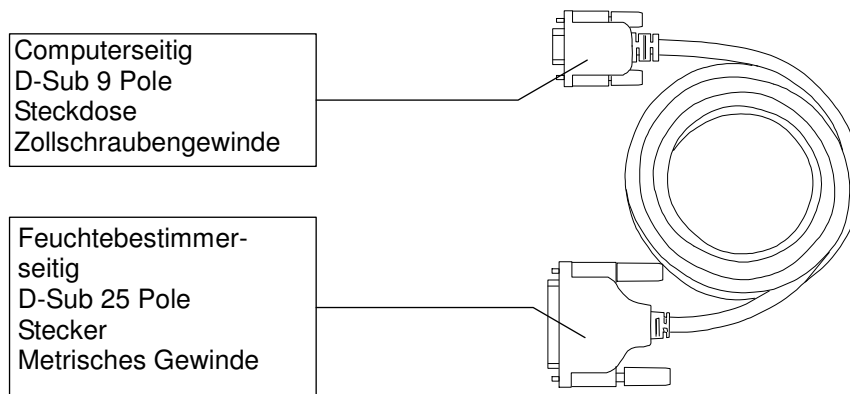 Computerseitig
D-Sub 9 Pole
Steckdose
Zollschraubengewinde
Feuchtebestimmer-
seitig
D-Sub 25 Pole
Stecker
Metrisches Gewinde